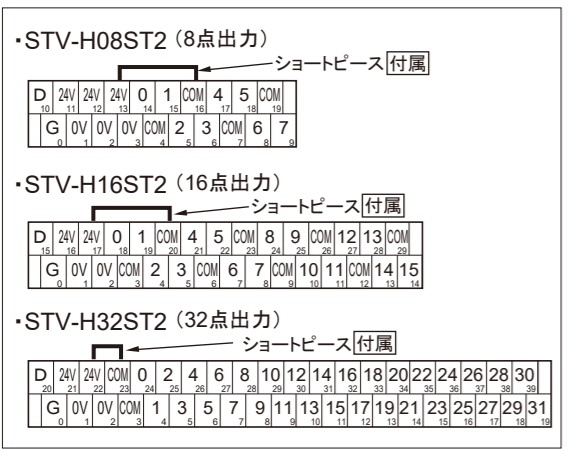 ・STV-H08ST2（8点出力）
ショートピース付属
D 24V 24V 24V 0 1 COM 4 5 COM
10 11 12 13 14 15 16 17 18 19
G 0V 0V 0V COM 2 3 COM 6 7
0 1 2 3 4 5 6 7 8 9
・STV-H16ST2（16点出力）
ショートピース付属
D 24V 24V 0 1 COM 4 5 COM 8 9 COM 12 13 COM
15 16 17 18 19 20 21 22 23 24 25 26 27 28 29
G 0V 0V COM 2 3 COM 6 7 COM 10 11 COM 14 15
0 1 2 3 4 5 6 7 8 9 10 11 12 13 14
・STV-H32ST2（32点出力）
ショートピース付属
D 24V 24V COM 0 2 4 6 8 10 12 14 16 18 20 22 24 26 28 30
20 21 22 23 24 25 26 27 28 29 30 31 32 33 34 35 36 37 38 39
G 0V 0V COM 1 3 5 7 9 11 13 15 17 19 21 23 25 27 29 31
0 1 2 3 4 5 6 7 8 9 10 11 12 13 14 15 16 17 18 19